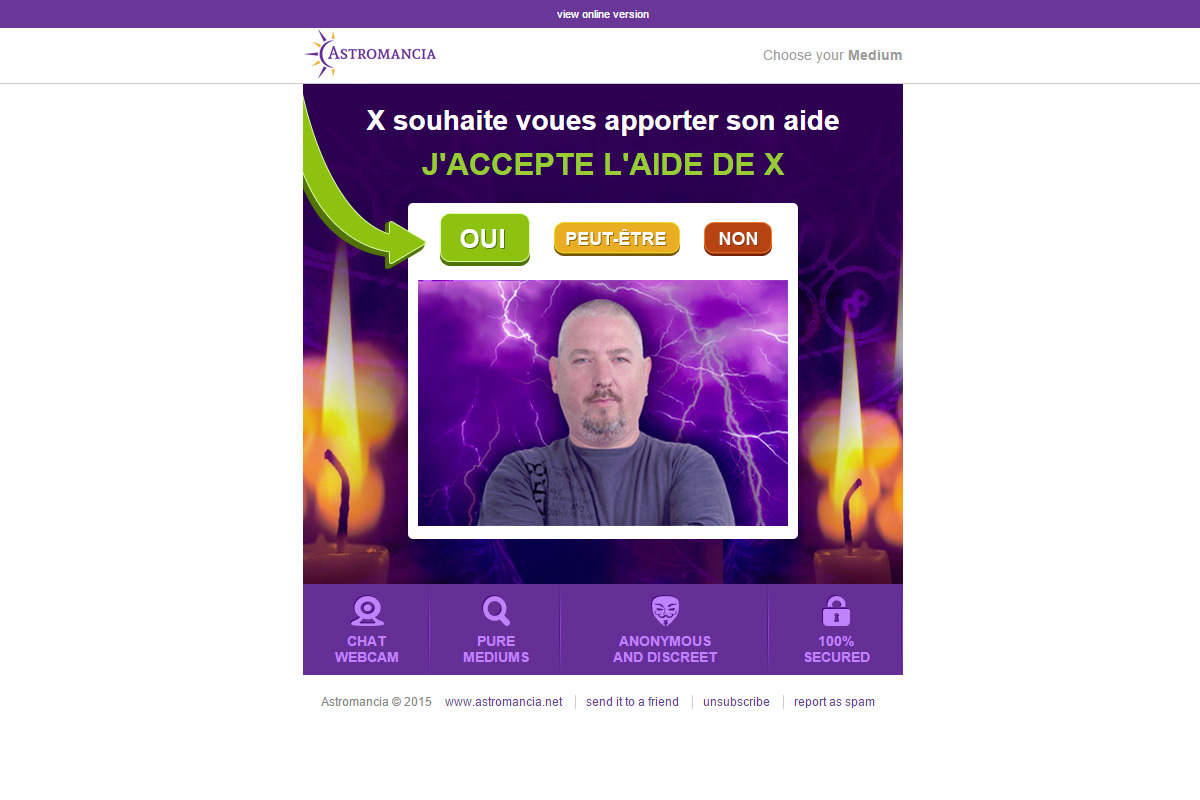 view online version
ASTROMANCIA
Choose your Medium
X souhaite voues apporter son aide
J'ACCEPTE L'AIDE DE X
OUI
PEUT-ÊTRE
NON
CHAT
WEBCAM
PURE
MEDIUMS
ANONYMOUS
AND DISCREET
100%
SECURED
Astromancia © 2015
www.astromancia.net
send it to a friend
unsubscribe
report as spam